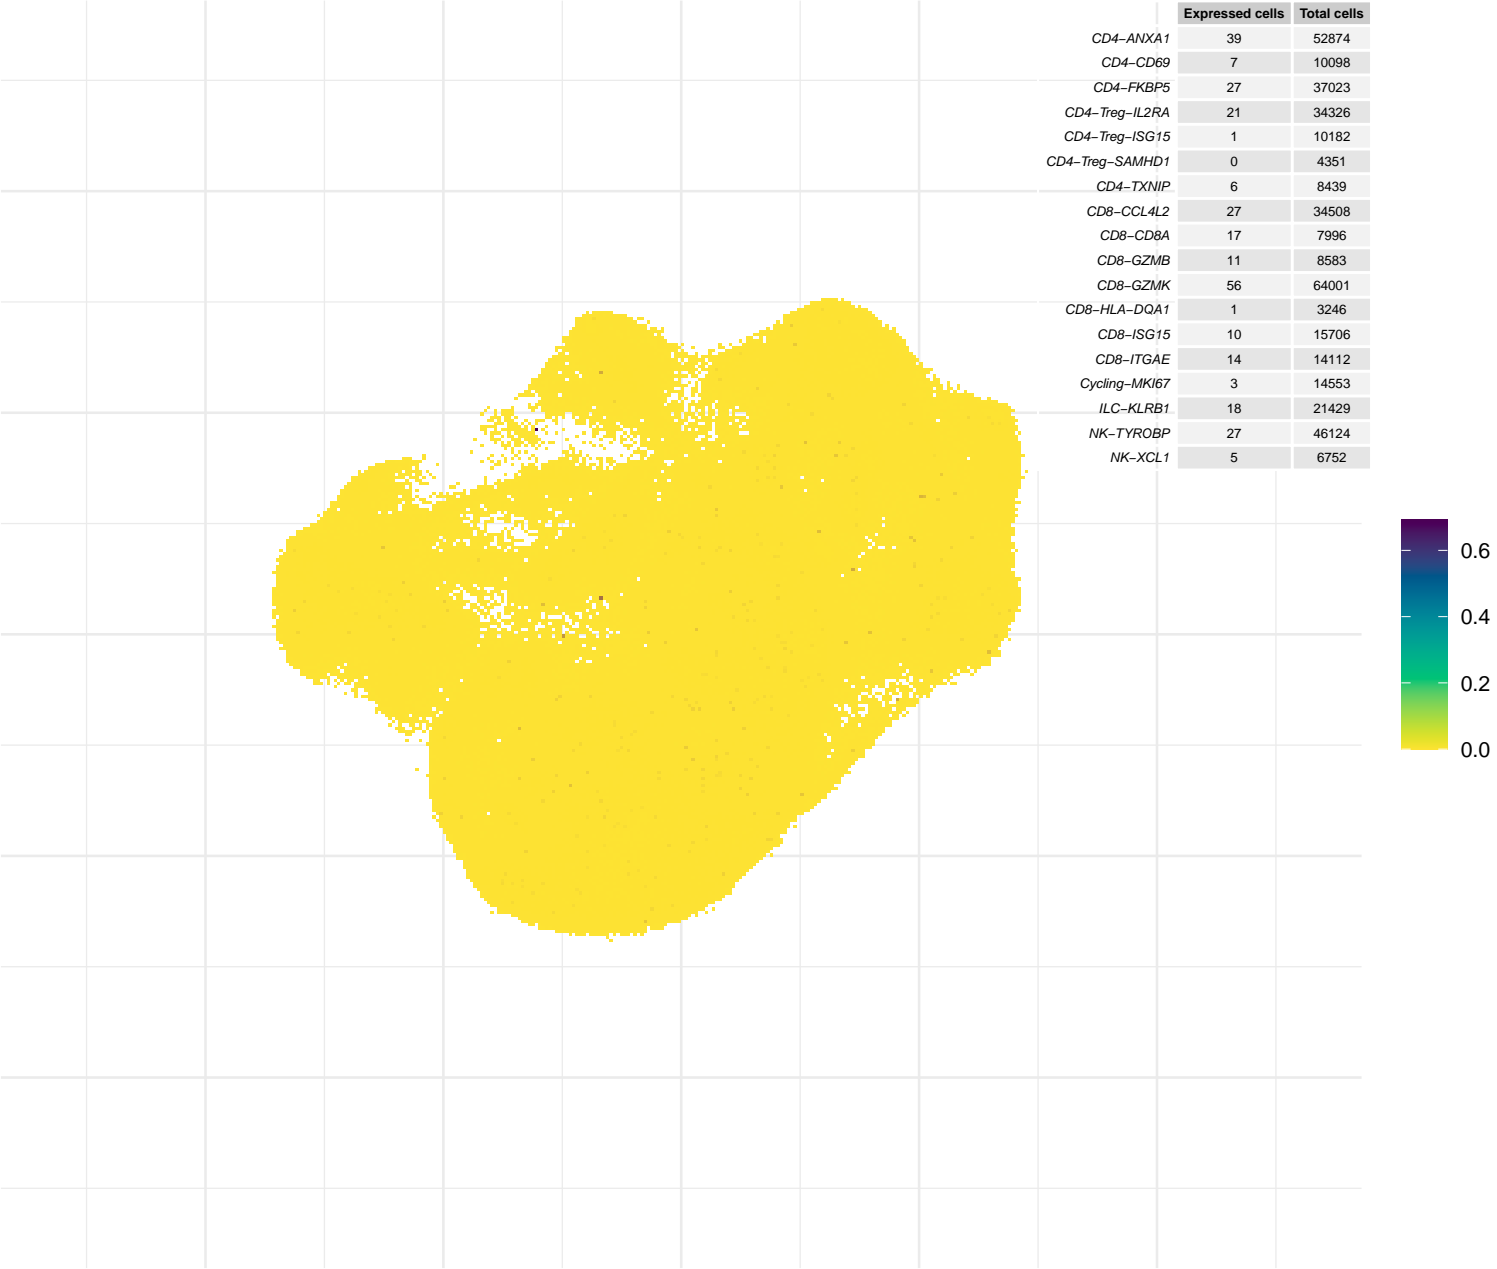 Expressed cells Total cells
CD4−ANXA1 39 52874
CD4−CD69 7 10098
CD4−FKBP5 27 37023
CD4−Treg−IL2RA 21 34326
CD4−Treg−ISG15 1 10182
CD4−Treg−SAMHD1 0 4351
CD4−TXNIP 6 8439
CD8−CCL4L2 27 34508
CD8−CD8A 17 7996
CD8−GZMB 11 8583
CD8−GZMK 56 64001
CD8−HLA−DQA1 1 3246
CD8−ISG15 10 15706
CD8−ITGAE 14 14112
Cycling−MKI67 3 14553
ILC−KLRB1 18 21429
NK−TYROBP 27 46124
NK−XCL1 5 6752
0.6
0.4
0.2
0.0